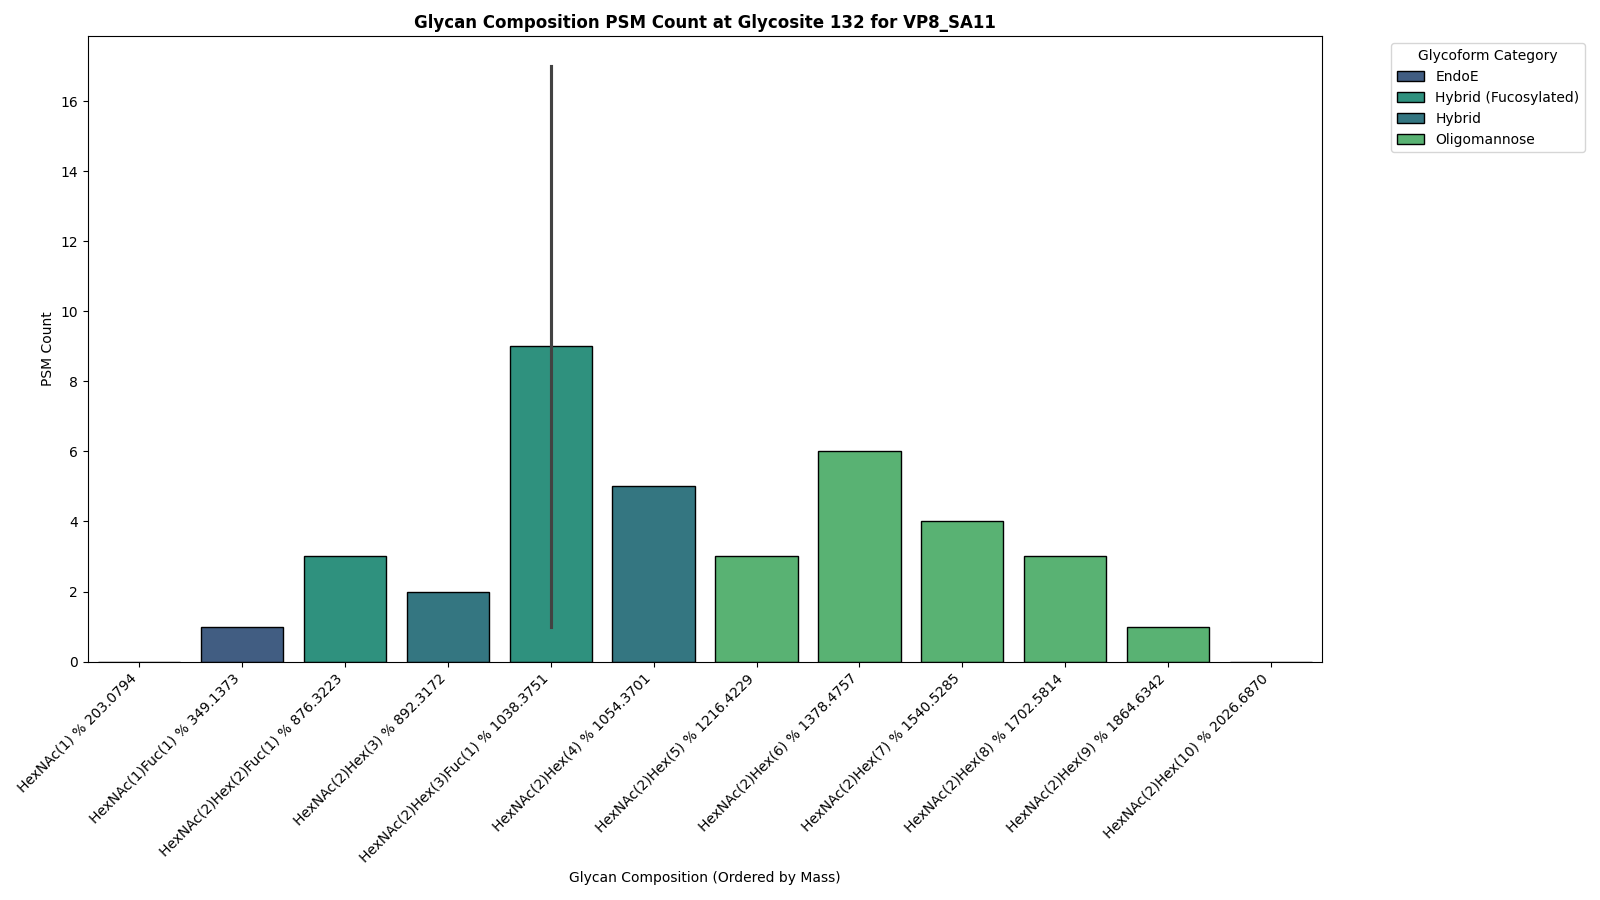 Glycan Composition PSM Count at Glycosite 132 for VP8_SA11
Glycoform Category
EndoE
Hybrid (Fucosylated)
Hybrid
Oligomannose
PSM Count
16
14
12
10
8
6
4
2
0
HexNAc(1) % 203.0794
HexNAc(1)Fuc(1) % 349.1373
HexNAc(2)Hex(2)Fuc(1) % 876.3223
HexNAc(2)Hex(3) % 892.3172
HexNAc(2)Hex(3)Fuc(1) % 1038.3751
HexNAc(2)Hex(4) % 1054.3701
HexNAc(2)Hex(5) % 1216.4229
HexNAc(2)Hex(6) % 1378.4757
HexNAc(2)Hex(7) % 1540.5285
HexNAc(2)Hex(8) % 1702.5814
HexNAc(2)Hex(9) % 1864.6342
HexNAc(2)Hex(10) % 2026.6870
Glycan Composition (Ordered by Mass)